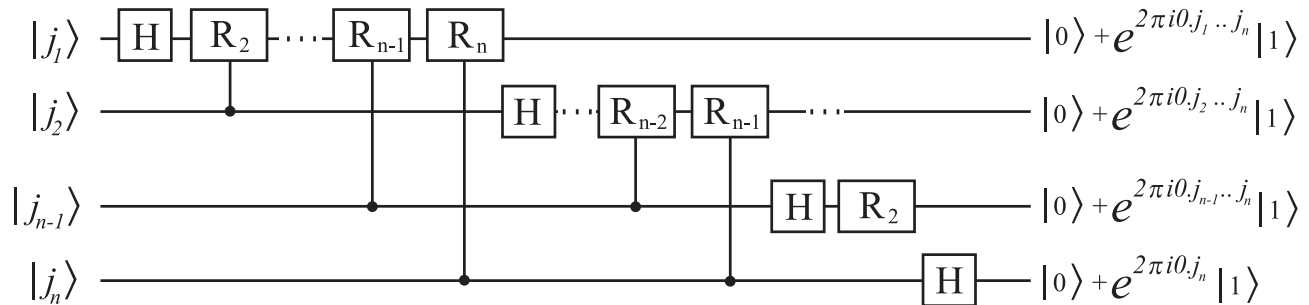 |j₁⟩ H R₂ ···· Rₙ₋₁ Rₙ |0⟩ + e^{2πi0.j₁..jₙ}|1⟩
|j₂⟩ H ···· Rₙ₋₂ Rₙ₋₁ ···· |0⟩ + e^{2πi0.j₂..jₙ}|1⟩
|jₙ₋₁⟩ H R₂ |0⟩ + e^{2πi0.jₙ₋₁..jₙ}|1⟩
|jₙ⟩ H |0⟩ + e^{2πi0.jₙ}|1⟩